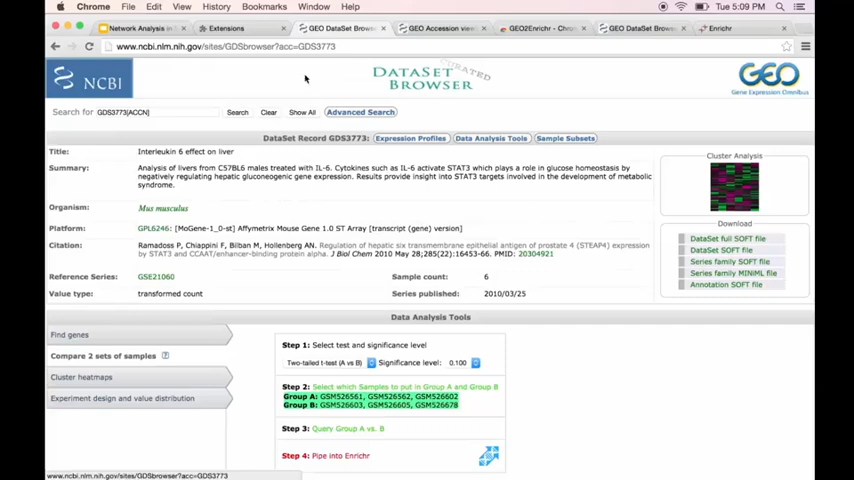 Chrome File Edit View History Bookmarks Window Help Tue 5:09 PM
Network Analysis in Extensions GEO DataSet Brows GEO Accession view GEO2Enrichr - Chro GEO DataSet Brow Enrichr
www.ncbi.nlm.nih.gov/sites/GDSbrowser?acc=GDS3773
NCBI CURATED DATASET BROWSER GEO
Gene Expression Omnibus
Search for GDS3773[ACCN] Search Clear Show All Advanced Search
DataSet Record GDS3773: Expression Profiles Data Analysis Tools Sample Subsets
Title: Interleukin 6 effect on liver
Summary: Analysis of livers from C57BL6 males treated with IL-6. Cytokines such as IL-6 activate STAT3 which plays a role in glucose homeostasis by
negatively regulating hepatic gluconeogenic gene expression. Results provide insight into STAT3 targets involved in the development of metabolic
syndrome.
Organism: Mus musculus
Platform: GPL6246: [MoGene-1_0-st] Affymetrix Mouse Gene 1.0 ST Array [transcript (gene) version]
Citation: Ramadoss P, Chiappini F, Bilban M, Hollenberg AN. Regulation of hepatic six transmembrane epithelial antigen of prostate 4 (STEAP4) expression
by STAT3 and CCAAT/enhancer-binding protein alpha. J Biol Chem 2010 May 28;285(22):16453-66. PMID: 20304921
Reference Series: GSE21060 Sample count: 6
Value type: transformed count Series published: 2010/03/25
Cluster Analysis
Download
DataSet full SOFT file
DataSet SOFT file
Series family SOFT file
Series family MINiML file
Annotation SOFT file
Data Analysis Tools
Find genes
Compare 2 sets of samples ?
Cluster heatmaps
Experiment design and value distribution
Step 1: Select test and significance level
Two-tailed t-test (A vs B) Significance level: 0.100
Step 2: Select which Samples to put in Group A and Group B
Group A: GSM526561, GSM526562, GSM526602
Group B: GSM526603, GSM526605, GSM526678
Step 3: Query Group A vs. B
Step 4: Pipe into Enrichr
www.ncbi.nlm.nih.gov/sites/GDSbrowser?acc=GDS3773